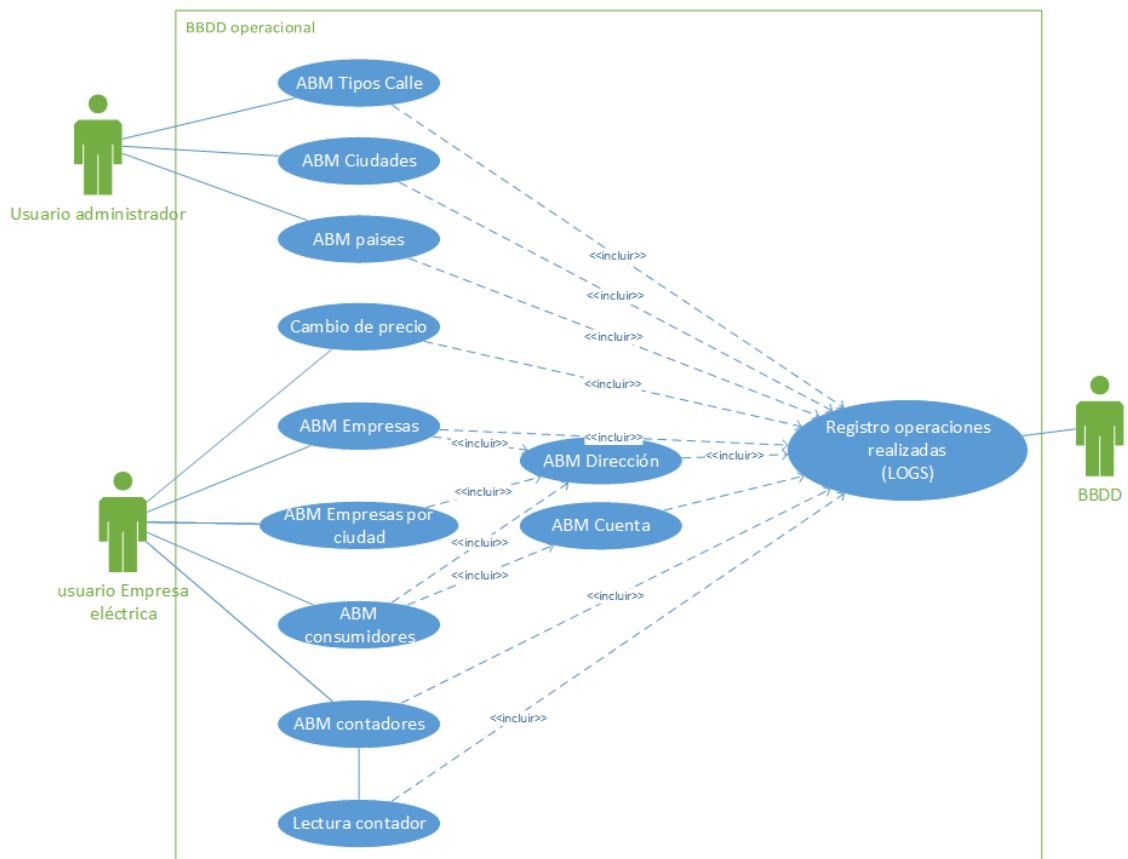 BBDD operacional
ABM Tipos Calle
ABM Ciudades
Usuario administrador
ABM paises
<<incluir>>
<<incluir>>
Cambio de precio
<<incluir>>
<<incluir>>
ABM Empresas
<<incluir>>
<<incluir>>
ABM Dirección
<<incluir>>
Registro operaciones
realizadas
(LOGS)
BBDD
ABM Empresas por
ciudad
<<incluir>>
ABM Cuenta
<<incluir>>
<<incluir>>
usuario Empresa
eléctrica
ABM
consumidores
<<incluir>>
ABM contadores
<<incluir>>
Lectura contador